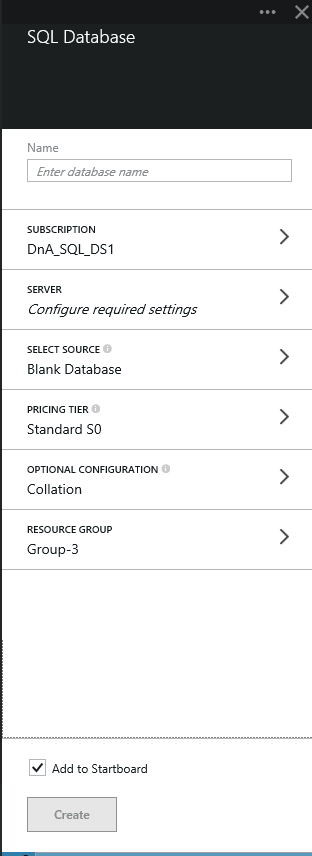 SQL Database
Name
Enter database name
SUBSCRIPTION
DnA_SQL_DS1
SERVER
Configure required settings
SELECT SOURCE
Blank Database
PRICING TIER
Standard S0
OPTIONAL CONFIGURATION
Collation
RESOURCE GROUP
Group-3
Add to Startboard
Create